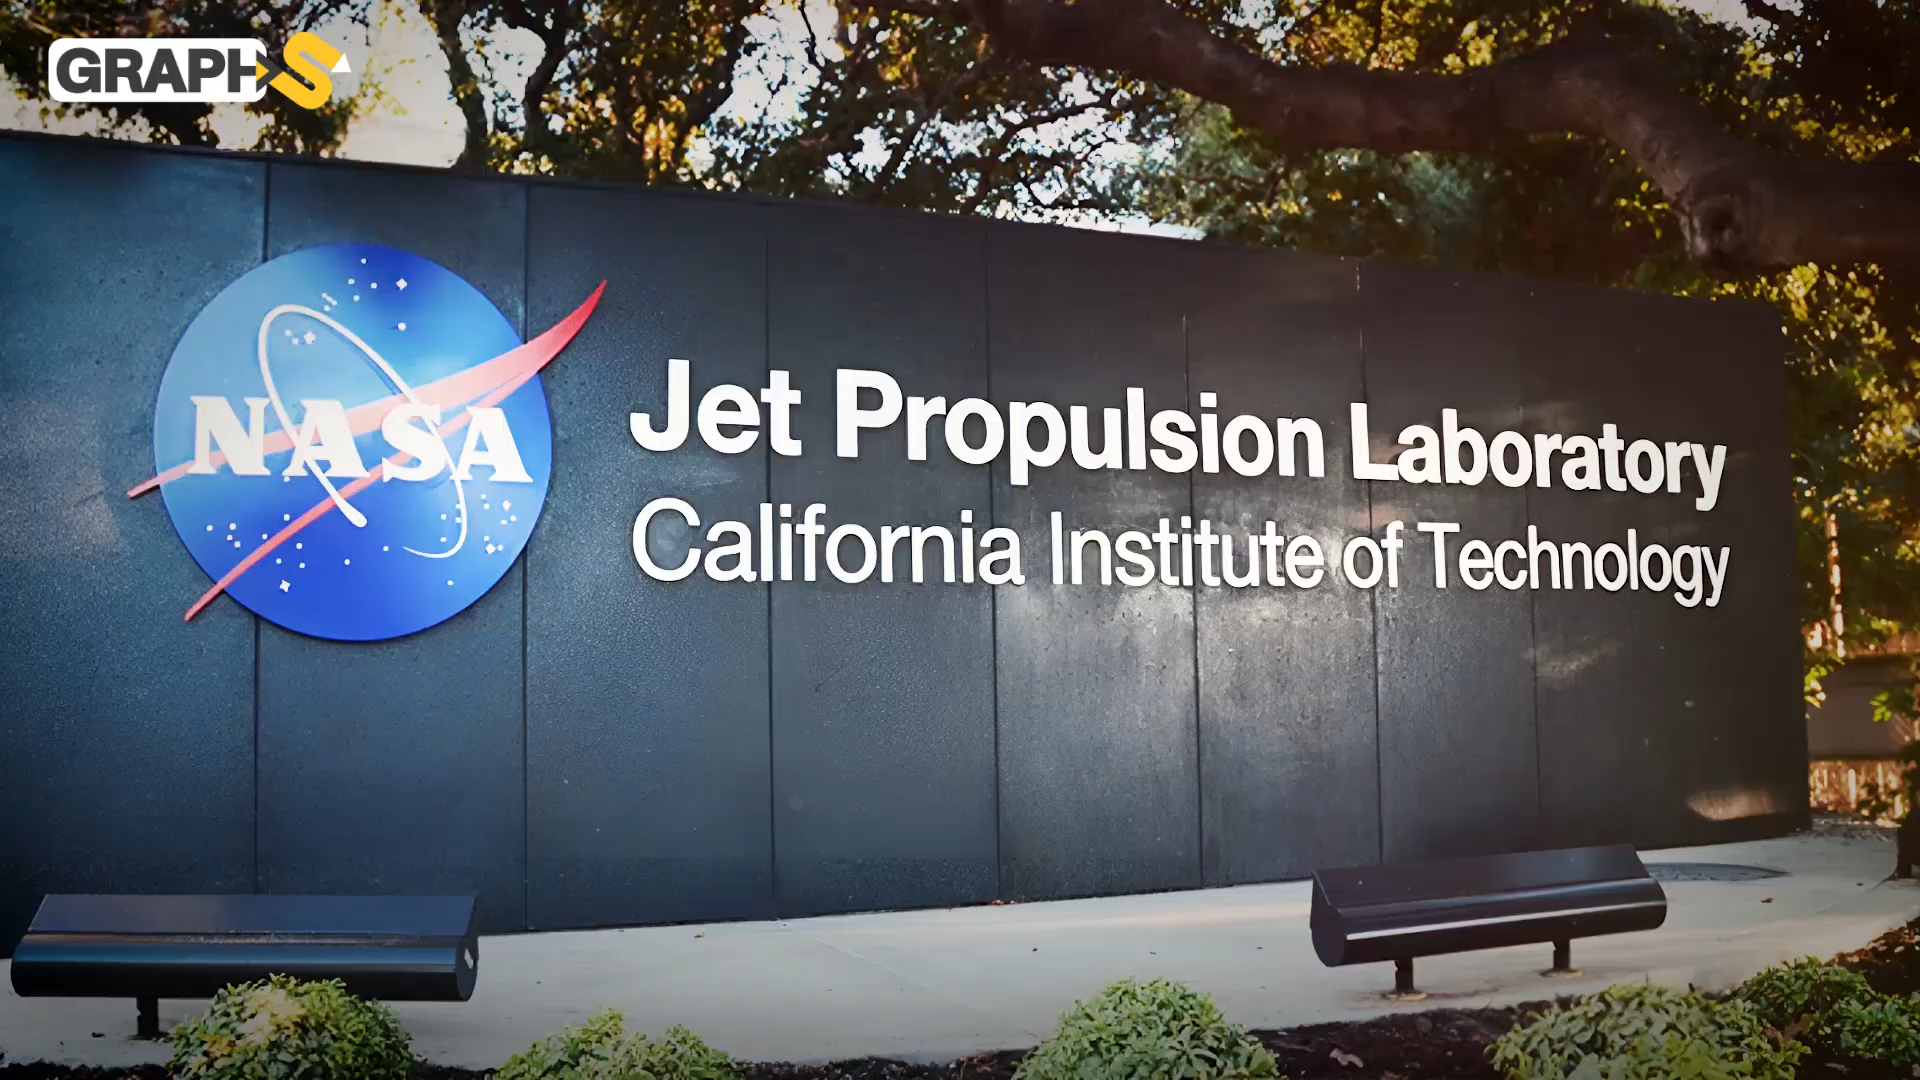 GRAPHS
NASA
Jet Propulsion Laboratory
California Institute of Technology